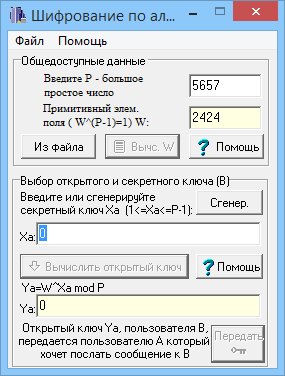 Шифрование по ал...
Файл Помощь
Общедоступные данные
Введите P - большое
простое число
5657
Примитивный элем.
поля ( W^(P-1)=1) W:
2424
Из файла
Выч. W
Помощь
Выбор открытого и секретного ключа (B)
Введите или сгенерируйте
секретный ключ Xa (1<=Xa<=P-1):
Сгенер.
Xa:
0
Вычислить открытый ключ
Помощь
Ya=W^Xa mod P
Ya:
0
Открытый ключ Ya, пользователя B,
передается пользователю A который
хочет послать сообщение к B
Передать